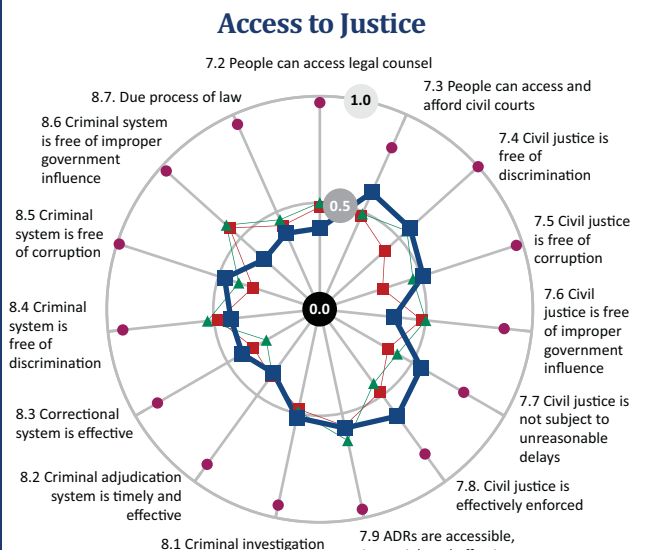 Access to Justice
7.2 People can access legal counsel
7.3 People can access and
afford civil courts
7.4 Civil justice is
free of
discrimination
7.5 Civil justice
is free of
corruption
7.6 Civil
justice is free
of improper
government
influence
7.7 Civil justice is
not subject to
unreasonable
delays
7.8. Civil justice is
effectively enforced
7.9 ADRs are accessible,
8.1 Criminal investigation
8.2 Criminal adjudication
system is timely and
effective
8.3 Correctional
system is effective
8.4 Criminal
system is
free of
discrimination
8.5 Criminal
system is free
of corruption
8.6 Criminal system
is free of improper
government
influence
8.7. Due process of law
1.0
0.5
0.0